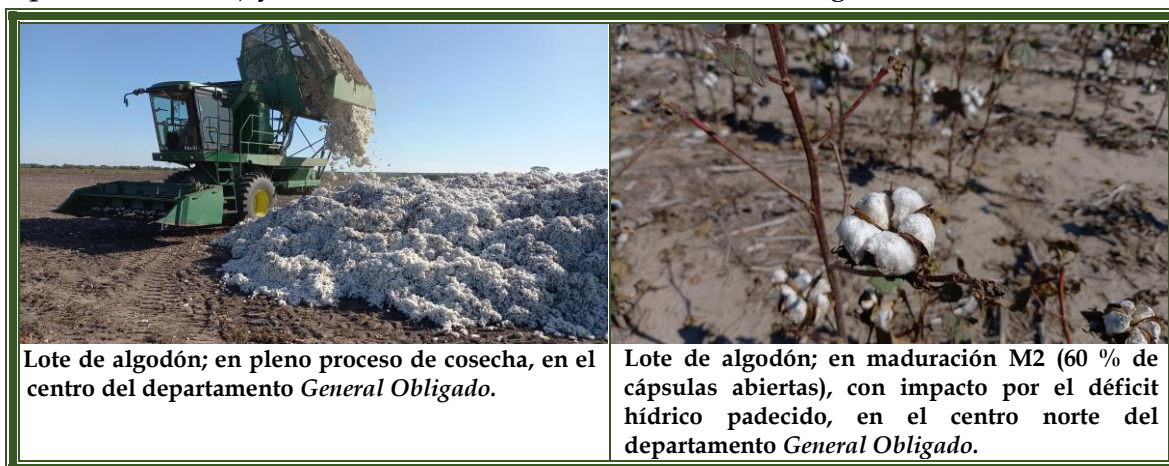 Lote de algodón; en pleno proceso de cosecha, en el
centro del departamento General Obligado.
Lote de algodón; en maduración M2 (60 % de
cápsulas abiertas), con impacto por el déficit
hídrico padecido, en el centro norte del
departamento General Obligado.